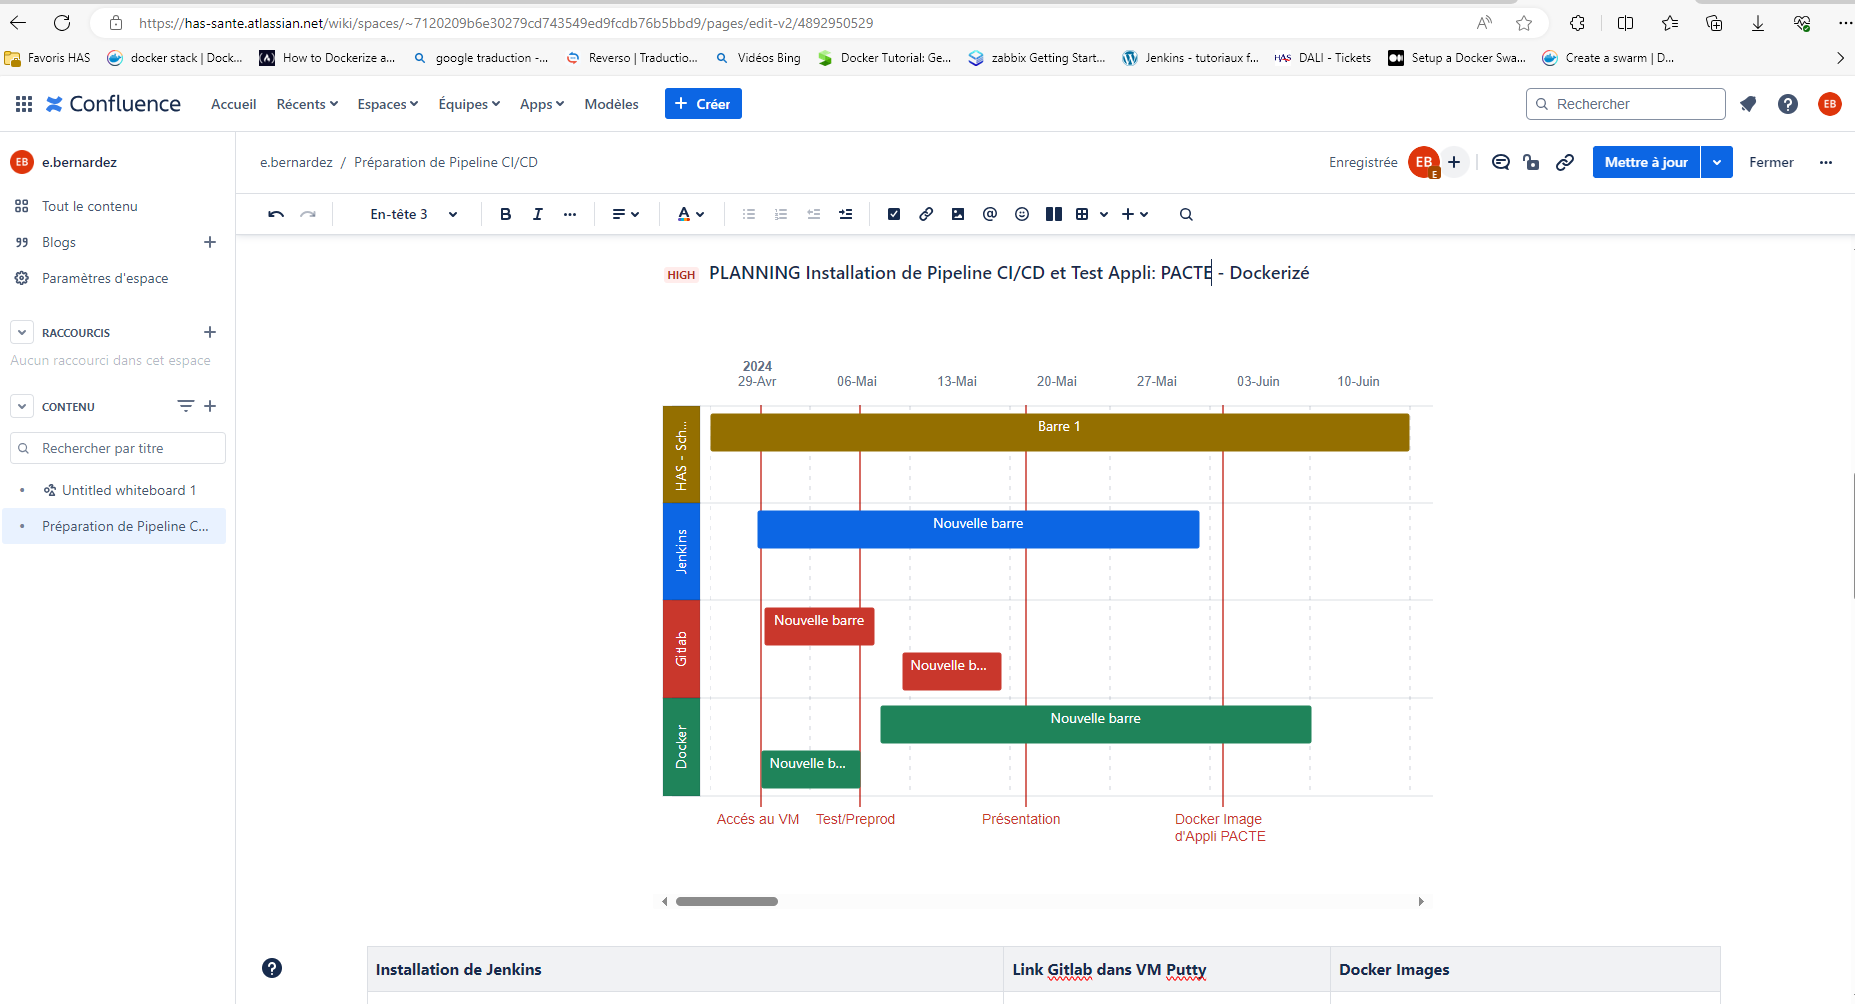 https://has-sante.atlassian.net/wiki/spaces/~7120209b6e30279cd743549ed9fcdb76b5bbd9/pages/edit-v2/4892950529
Favoris HAS
docker stack | Dock...
How to Dockerize a...
google traduction -...
Reverso | Traductio...
Vidéos Bing
Docker Tutorial: Ge...
zabbix Getting Start...
Jenkins - tutoriaux f...
HAS DALI - Tickets
Setup a Docker Swa...
Create a swarm | D...
Confluence
Accueil
Récents
Espaces
Équipes
Apps
Modèles
+ Créer
Rechercher
EB
EB e.bernardez
e.bernardez / Préparation de Pipeline CI/CD
Enregistrée
EB
E
Mettre à jour
Fermer
Tout le contenu
Blogs
Paramètres d'espace
RACCOURCIS
Aucun raccourci dans cet espace
CONTENU
Rechercher par titre
Untitled whiteboard 1
Préparation de Pipeline C...
En-tête 3
B I
A
HIGH PLANNING Installation de Pipeline CI/CD et Test Appli: PACTE - Dockerizé
2024
29-Avr 06-Mai 13-Mai 20-Mai 27-Mai 03-Juin 10-Juin
HAS - Sch...
Barre 1
Jenkins
Nouvelle barre
Gitlab
Nouvelle barre
Nouvelle b...
Docker
Nouvelle barre
Nouvelle b...
Accés au VM
Test/Preprod
Présentation
Docker Image
d'Appli PACTE
Installation de Jenkins
Link Gitlab dans VM Putty
Docker Images